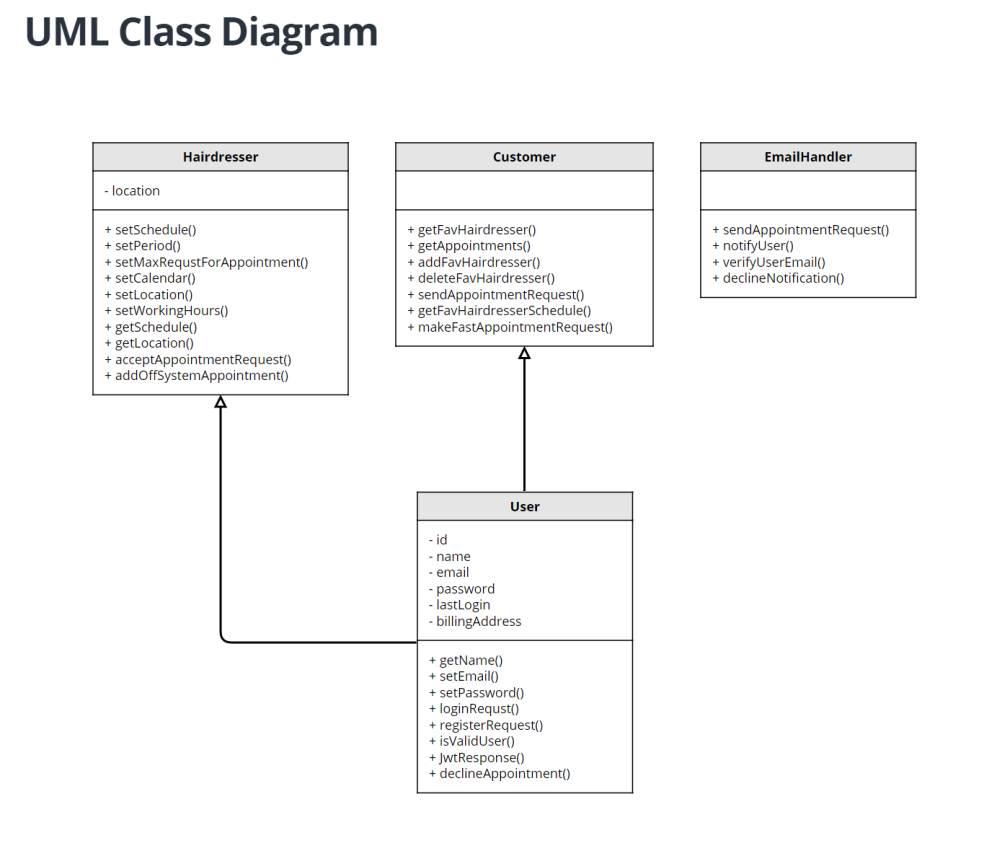 UML Class Diagram
Hairdresser
- location
+ setSchedule()
+ setPeriod()
+ setMaxRequstForAppointment()
+ setCalendar()
+ setLocation()
+ setWorkingHours()
+ getSchedule()
+ getLocation()
+ acceptAppointmentRequest()
+ addOffSystemAppointment()
Customer
+ getFavHairdresser()
+ getAppointments()
+ addFavHairdresser()
+ deleteFavHairdresser()
+ sendAppointmentRequest()
+ getFavHairdresserSchedule()
+ makeFastAppointmentRequest()
EmailHandler
+ sendAppointmentRequest()
+ notifyUser()
+ verifyUserEmail()
+ declineNotification()
User
- id
- name
- email
- password
- lastLogin
- billingAddress
+ getName()
+ setEmail()
+ setPassword()
+ loginRequst()
+ registerRequest()
+ isValidUser()
+ JwtResponse()
+ declineAppointment()